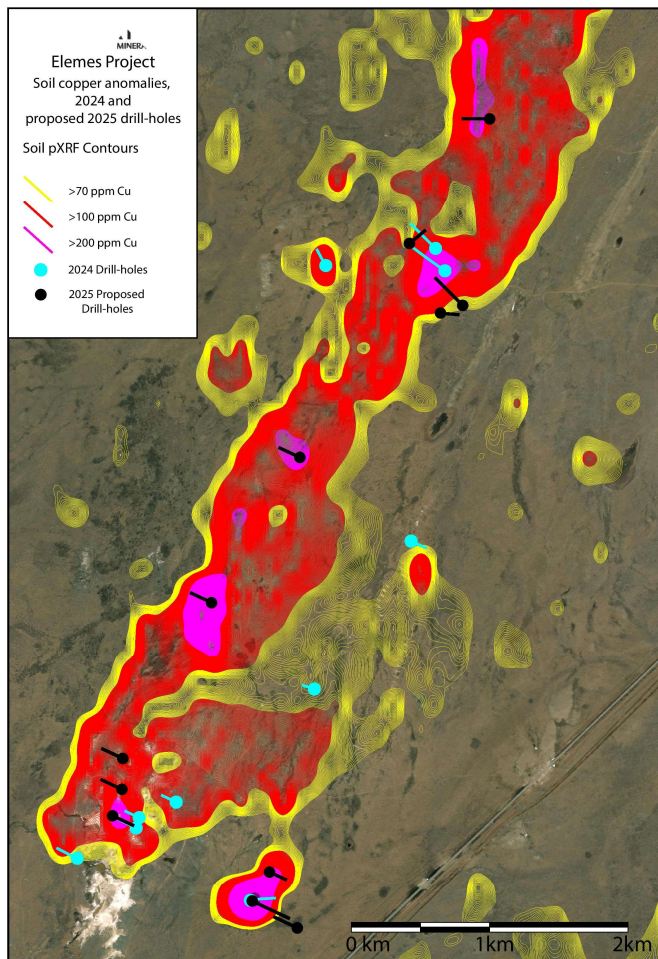 MINERA
Elemes Project
Soil copper anomalies,
2024 and
proposed 2025 drill-holes
Soil pXRF Contours
>70 ppm Cu
>100 ppm Cu
>200 ppm Cu
2024 Drill-holes
2025 Proposed
Drill-holes
0 km
1km
2km